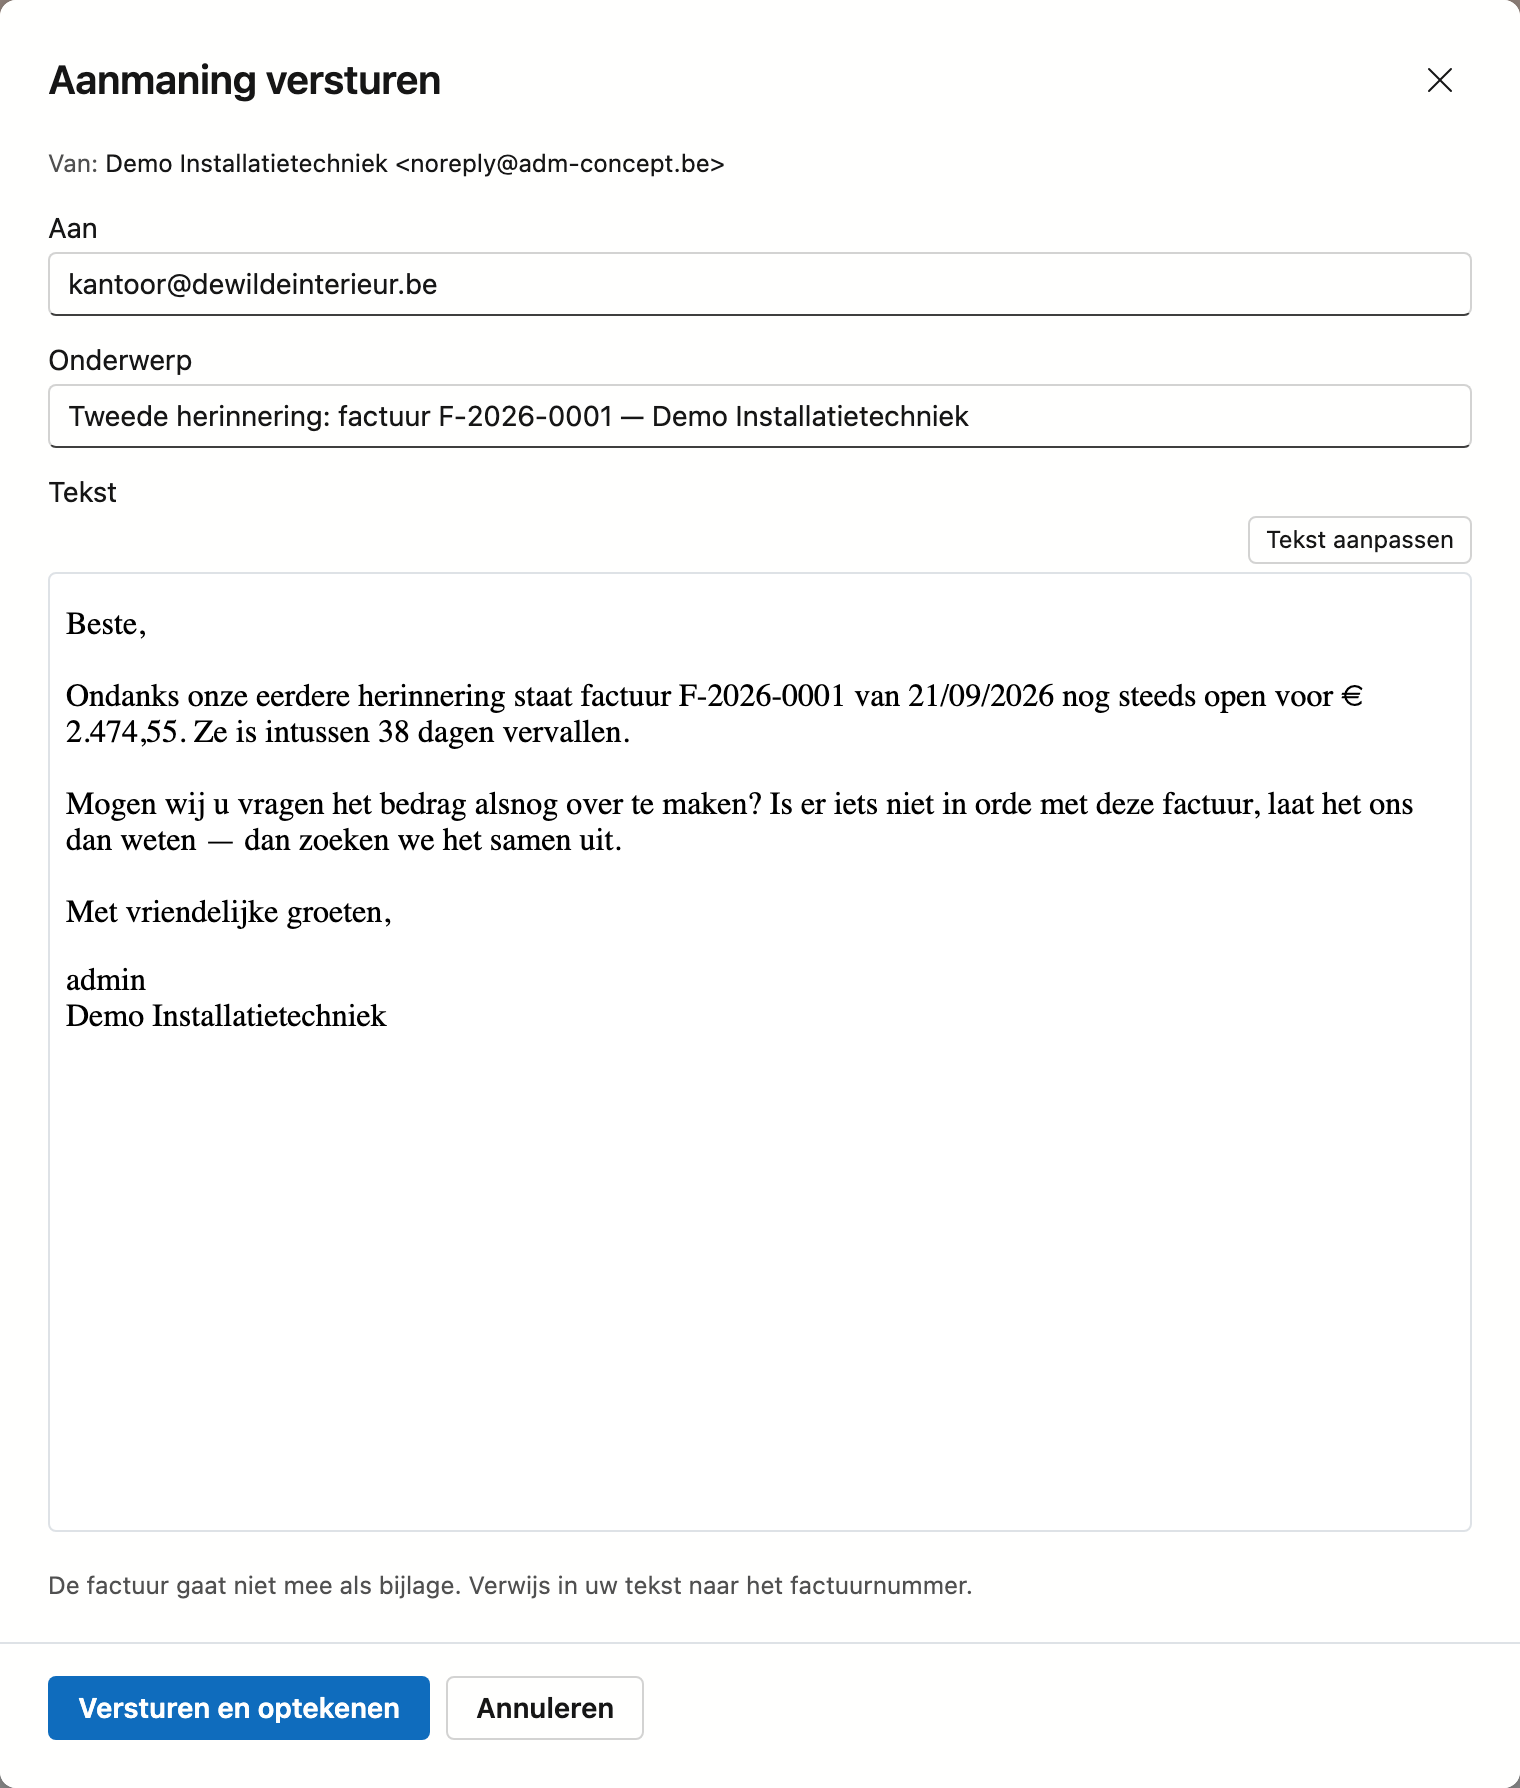 Aanmaning versturen
Van: Demo Installatietechniek <noreply@adm-concept.be>
Aan
kantoor@dewildeinterieur.be
Onderwerp
Tweede herinnering: factuur F-2026-0001 — Demo Installatietechniek
Tekst
Tekst aanpassen
Beste,
Ondanks onze eerdere herinnering staat factuur F-2026-0001 van 21/09/2026 nog steeds open voor €
2.474,55. Ze is intussen 38 dagen vervallen.
Mogen wij u vragen het bedrag alsnog over te maken? Is er iets niet in orde met deze factuur, laat het ons
dan weten — dan zoeken we het samen uit.
Met vriendelijke groeten,
admin
Demo Installatietechniek
De factuur gaat niet mee als bijlage. Verwijs in uw tekst naar het factuurnummer.
Versturen en optekenen
Annuleren